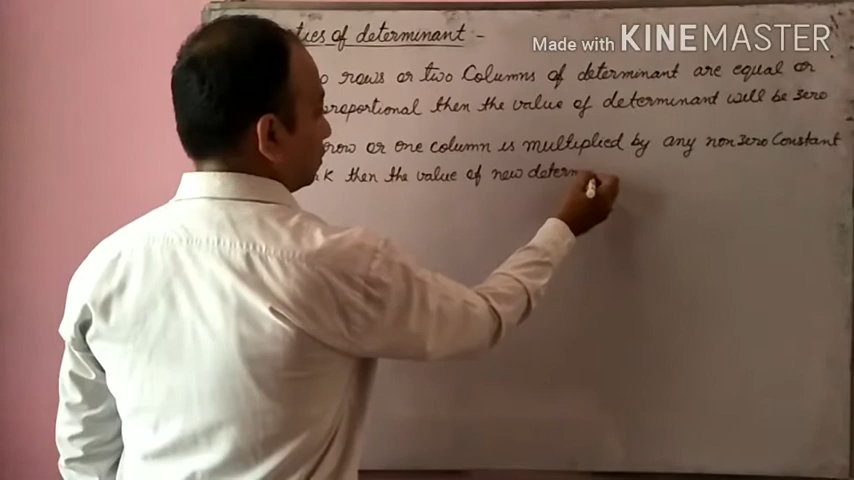 Made with KINEMASTER
ties of determinant :-
o rows or two Columns of determinant are equal or
proportional then the value of determinant will be zero
row or one column is multiplied by any nonzero Constant
K then the value of new determ